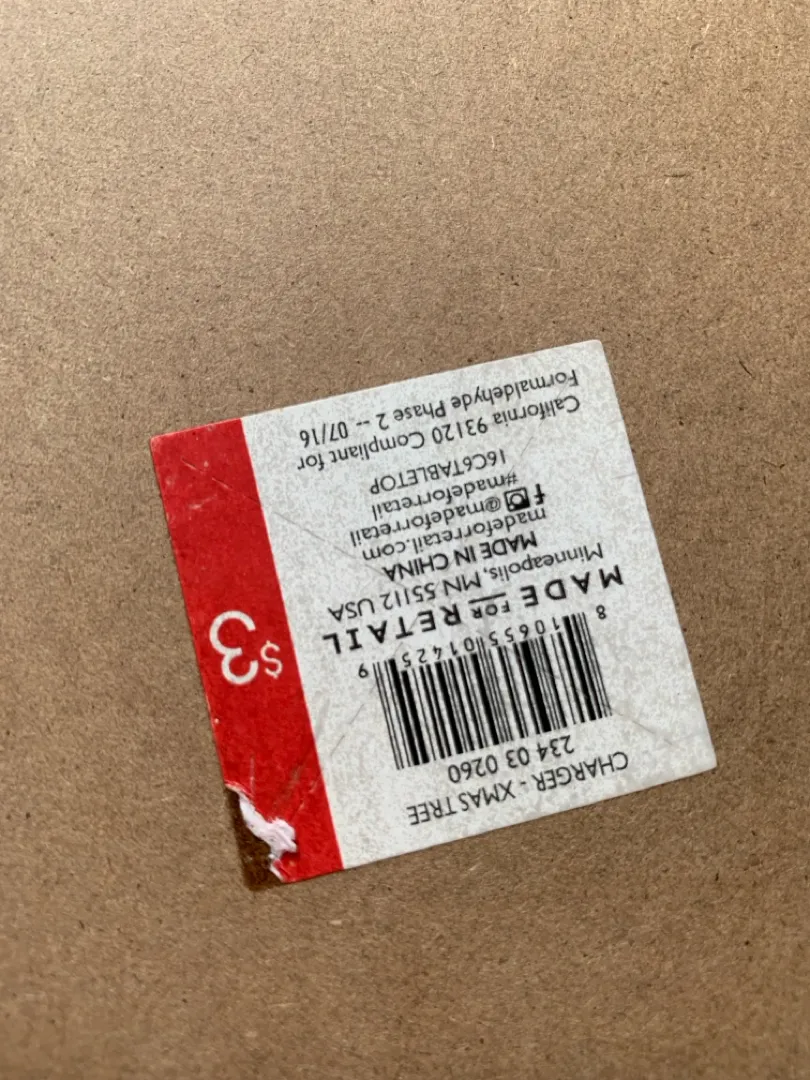 CHARGER - XMAS TREE
234 03 0260
8 10655 01425 9
MADE FOR RETAIL
Minneapolis, MN 55112 USA
MADE IN CHINA
madeforretail.com
f @madeforretail
#madeforretail
16C6TABLETOP
California 93120 Compliant for
Formaldehyde Phase 2 -- 07/16
$3